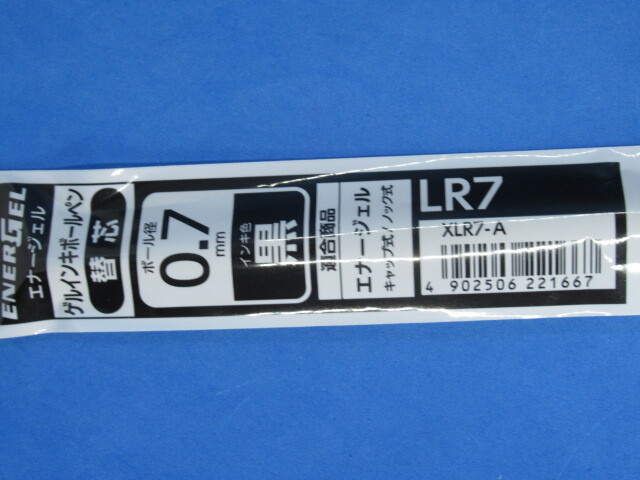 ENERGEL
エナージェル
ゲルインキボールペン
替芯
ボール径
0.7
mm
インキ色
黒
適合商品
エナージェル
キャップ式/ノック式
LR7
XLR7-A
4 902506 221667